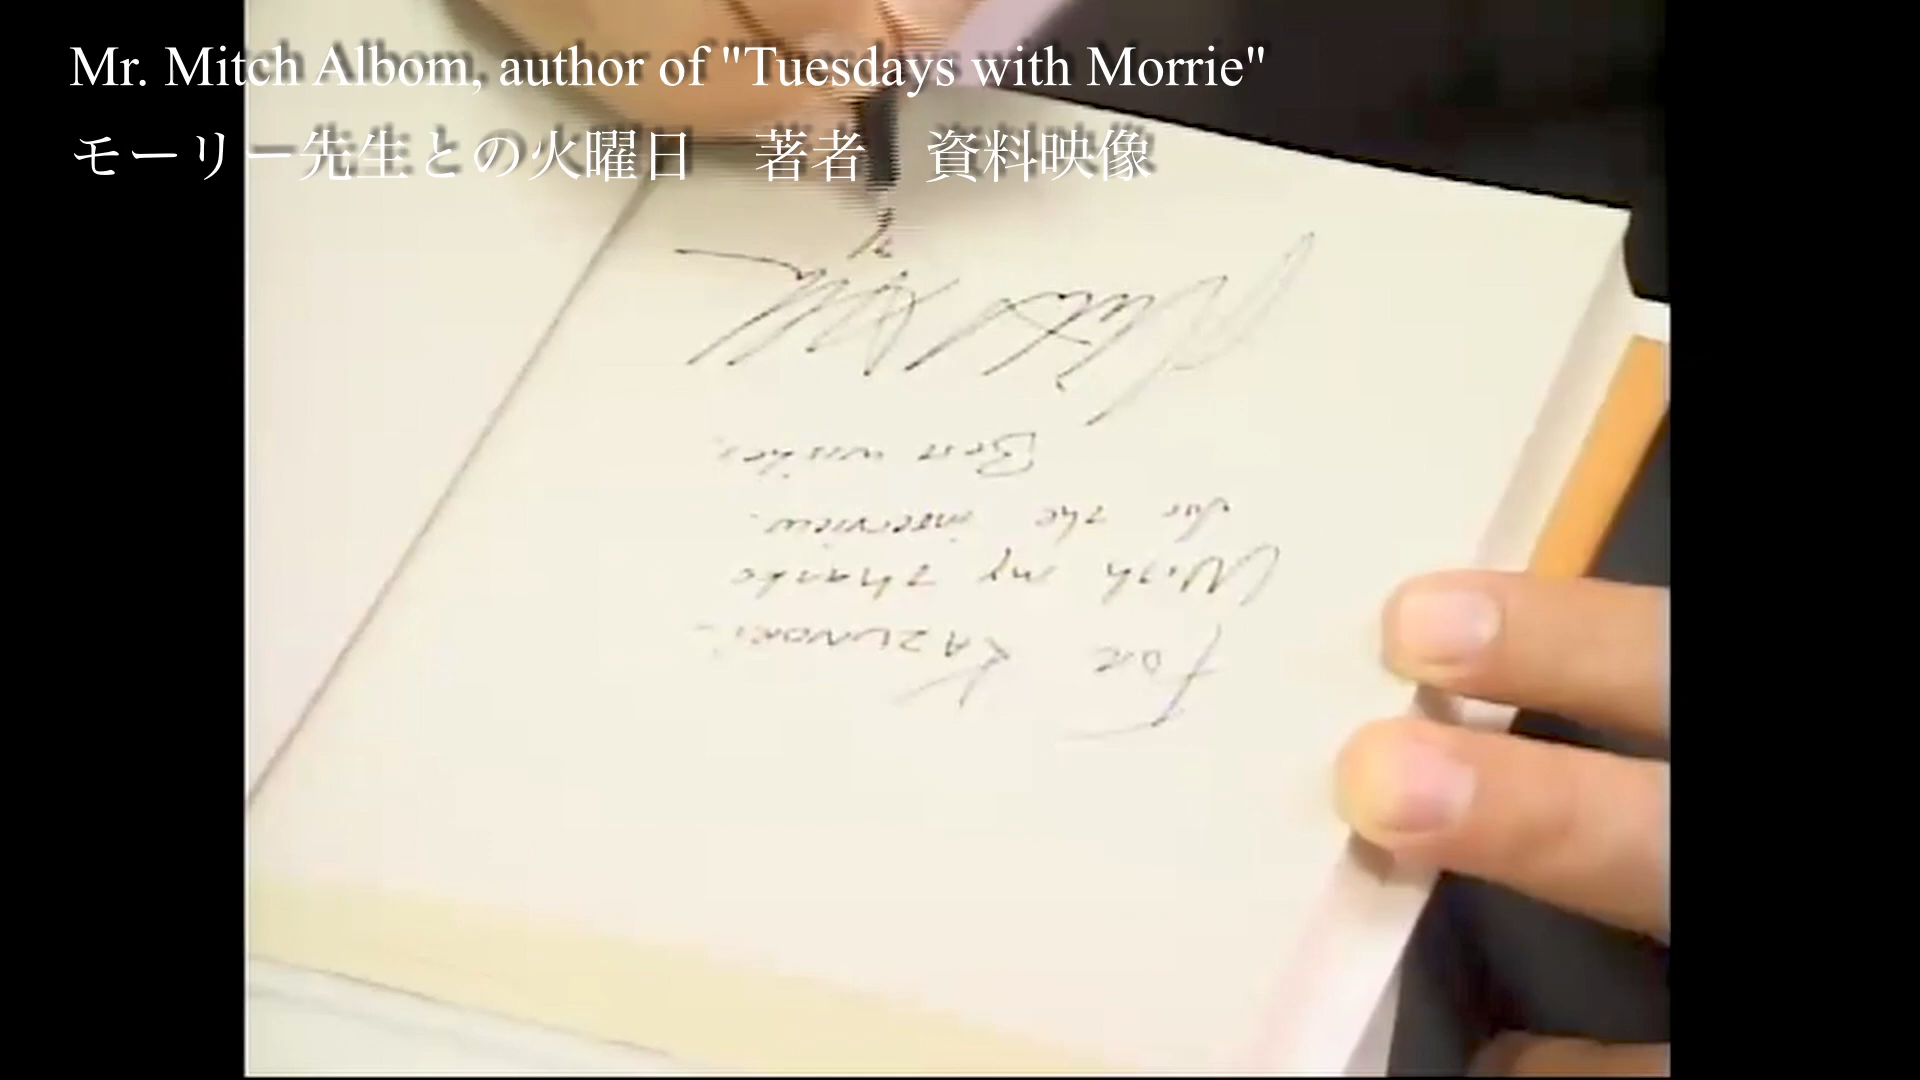 Mr. Mitch Albom, author of "Tuesdays with Morrie"
モーリー先生との火曜日　著者　資料映像
For KAZUNORI -
With my thanks
for the interview.
Best wishes,